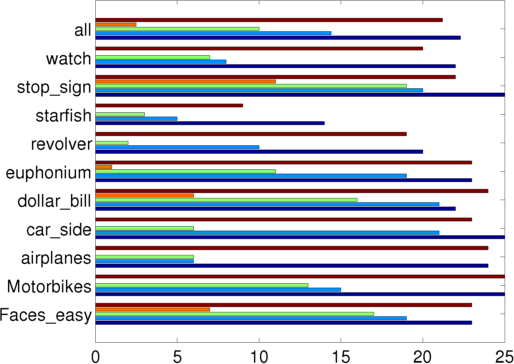 all
watch
stop_sign
starfish
revolver
euphonium
dollar_bill
car_side
airplanes
Motorbikes
Faces_easy
0 5 10 15 20 25